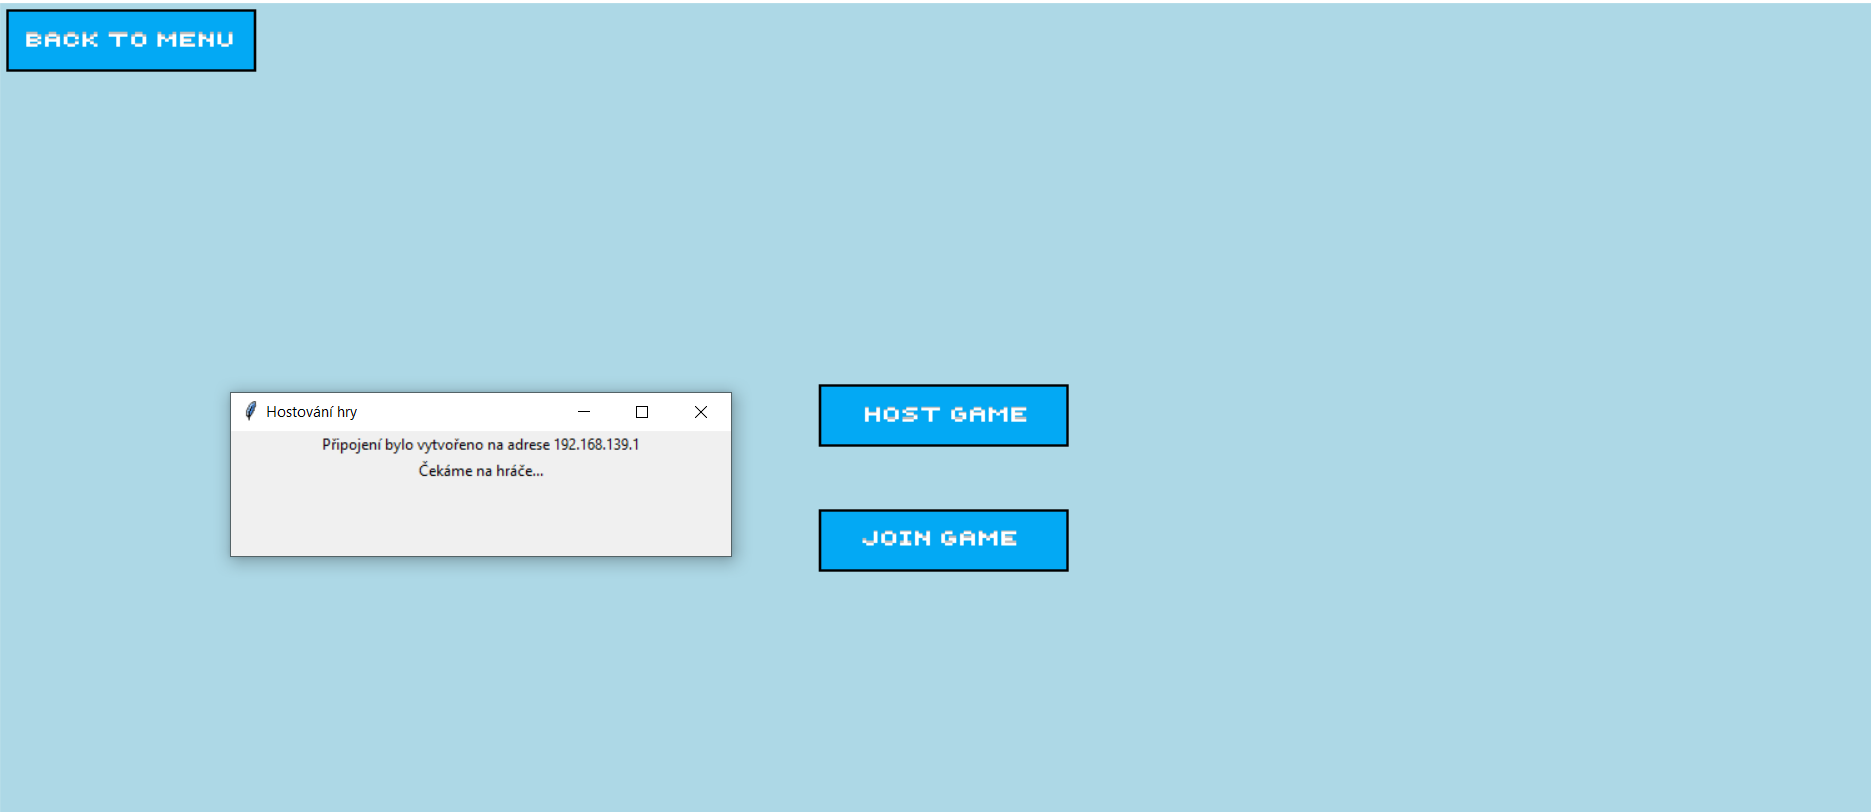 BACK TO MENU
Hostování hry
Připojení bylo vytvořeno na adrese 192.168.139.1
Čekáme na hráče...
HOST GAME
JOIN GAME